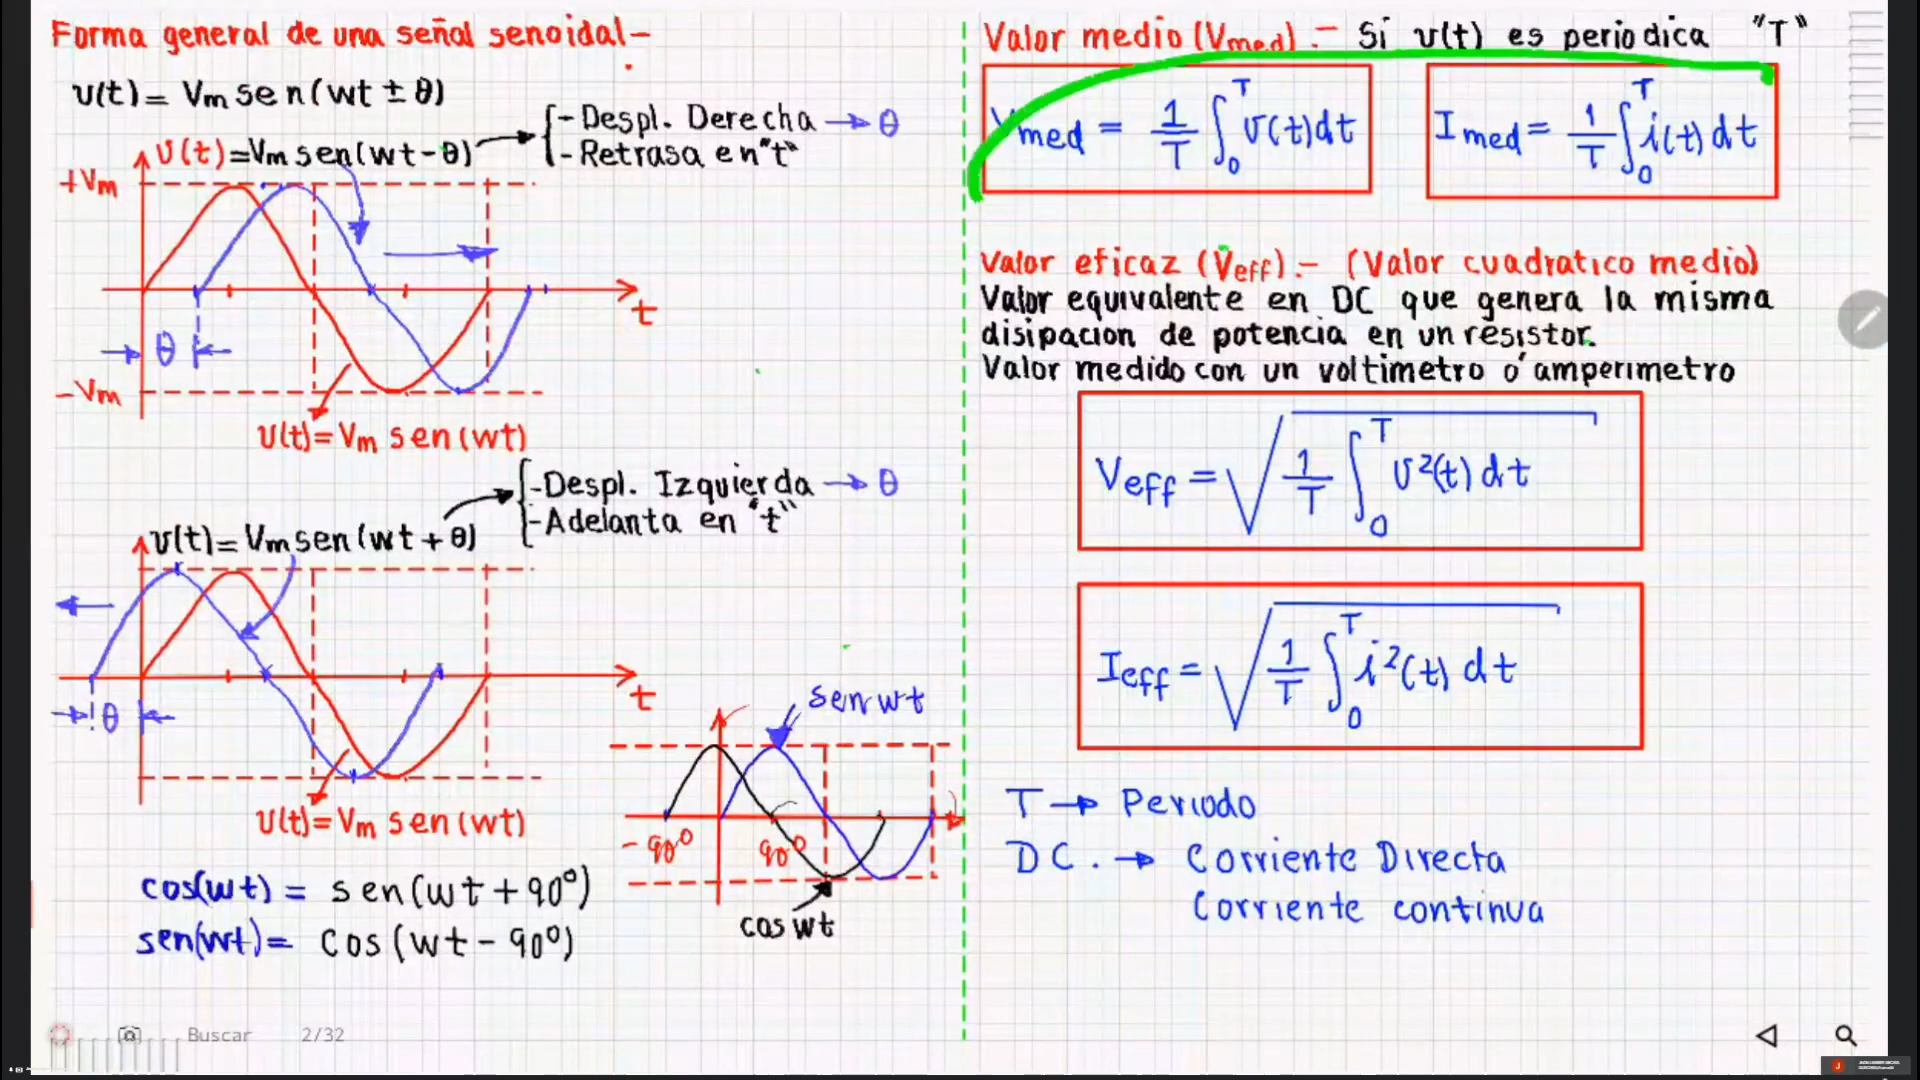 Forma general de una señal senoidal-
v(t) = Vm sen(wt ± θ)
v(t)=Vm sen(wt-θ)
- Despl. Derecha → θ
- Retrasa en "t"
+Vm
t
θ
-Vm
v(t)=Vm sen(wt)
-Despl. Izquierda → θ
-Adelanta en "t"
v(t)=Vm sen(wt+θ)
t
θ
v(t)=Vm sen(wt)
sen wt
-90°
90°
cos wt
cos(wt) = sen(wt+90°)
sen(wt)= cos(wt-90°)
Buscar 2/32
Valor medio (Vmed).- Si v(t) es periodica "T"
Vmed = 1/T ∫₀ᵀ v(t)dt
Imed = 1/T ∫₀ᵀ i(t)dt
Valor eficaz (Veff).- (Valor cuadratico medio)
Valor equivalente en DC que genera la misma
disipacion de potencia en un resistor.
Valor medido con un voltimetro ó amperimetro
Veff = √(1/T ∫₀ᵀ v²(t)dt)
Ieff = √(1/T ∫₀ᵀ i²(t)dt)
T → Periodo
DC. → Corriente Directa
Corriente continua
J